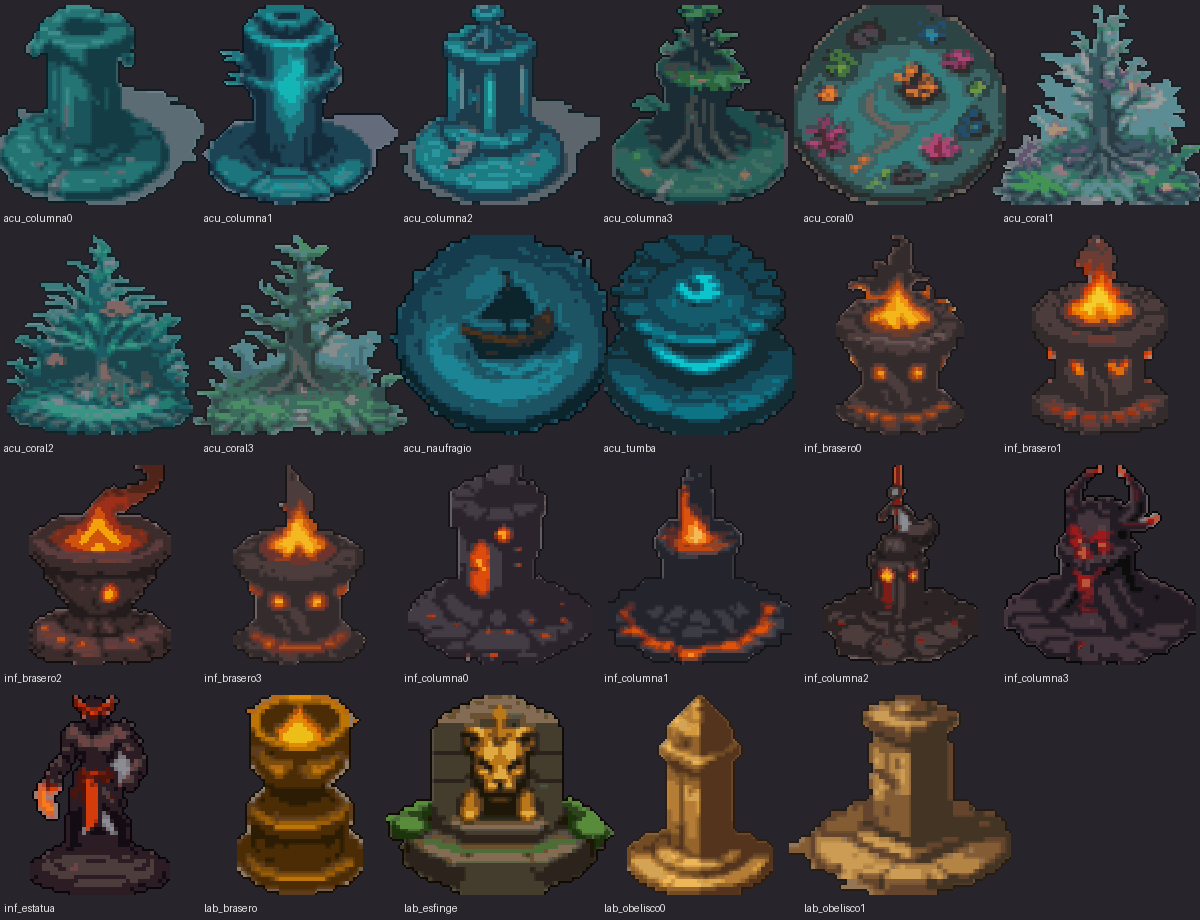 acu_columna0 acu_columna1 acu_columna2 acu_columna3 acu_coral0 acu_coral1
acu_coral2 acu_coral3 acu_naufragio acu_tumba inf_brasero0 inf_brasero1
inf_brasero2 inf_brasero3 inf_columna0 inf_columna1 inf_columna2 inf_columna3
inf_estatua lab_brasero lab_esfinge lab_obelisco0 lab_obelisco1